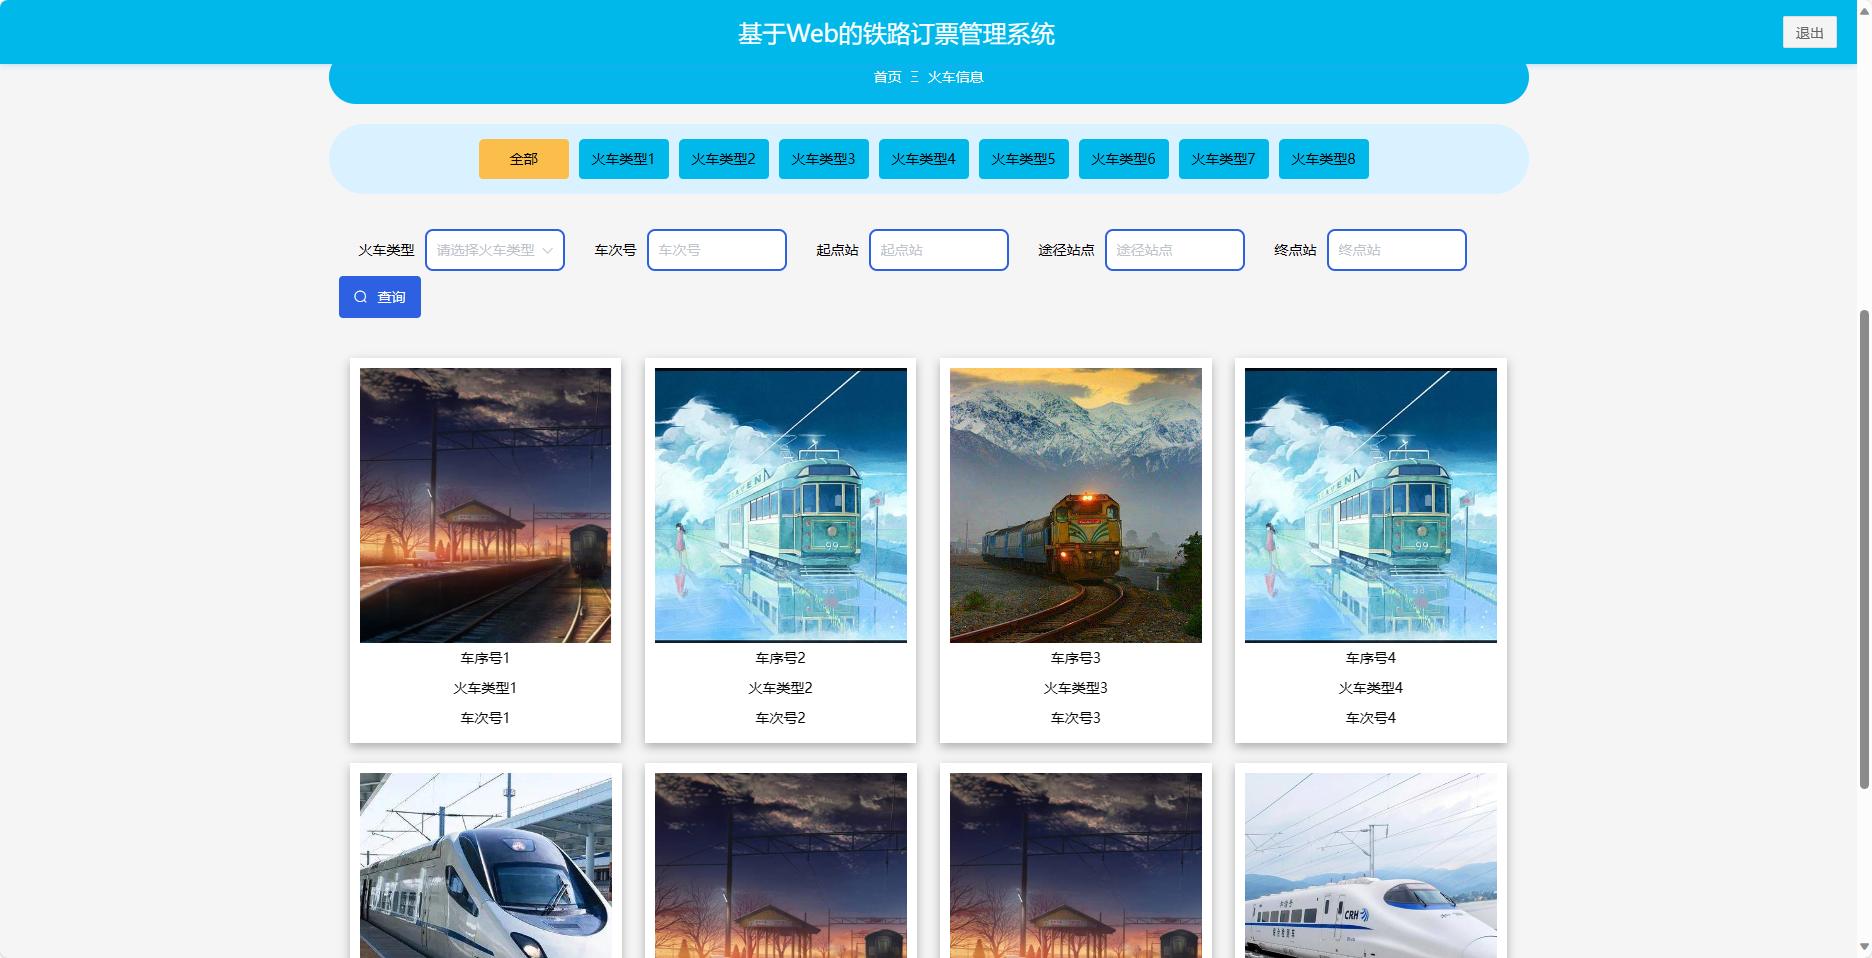 基于Web的铁路订票管理系统
退出
首页 Ξ 火车信息
全部 火车类型1 火车类型2 火车类型3 火车类型4 火车类型5 火车类型6 火车类型7 火车类型8
火车类型 请选择火车类型 车次号 车次号 起点站 起点站 途径站点 途径站点 终点站 终点站
查询
99
99
车序号1 车序号2 车序号3 车序号4
火车类型1 火车类型2 火车类型3 火车类型4
车次号1 车次号2 车次号3 车次号4
CRH